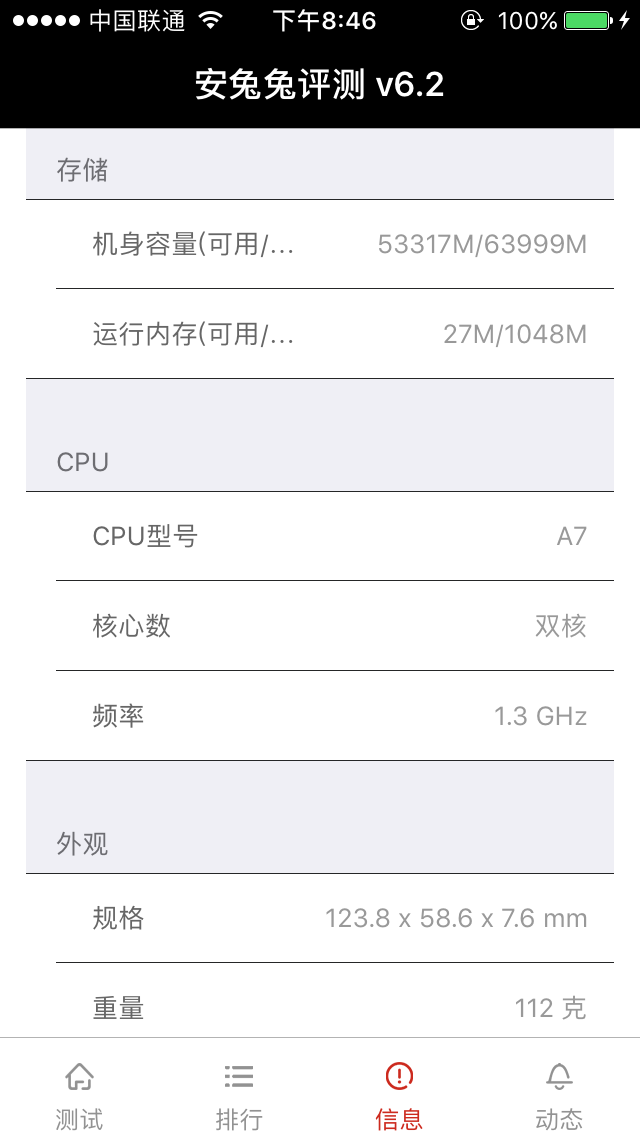 中国联通 下午8:46 100%
安兔兔评测 v6.2
存储
机身容量(可用/... 53317M/63999M
运行内存(可用/... 27M/1048M
CPU
CPU型号 A7
核心数 双核
频率 1.3 GHz
外观
规格 123.8 x 58.6 x 7.6 mm
重量 112 克
测试 排行 信息 动态